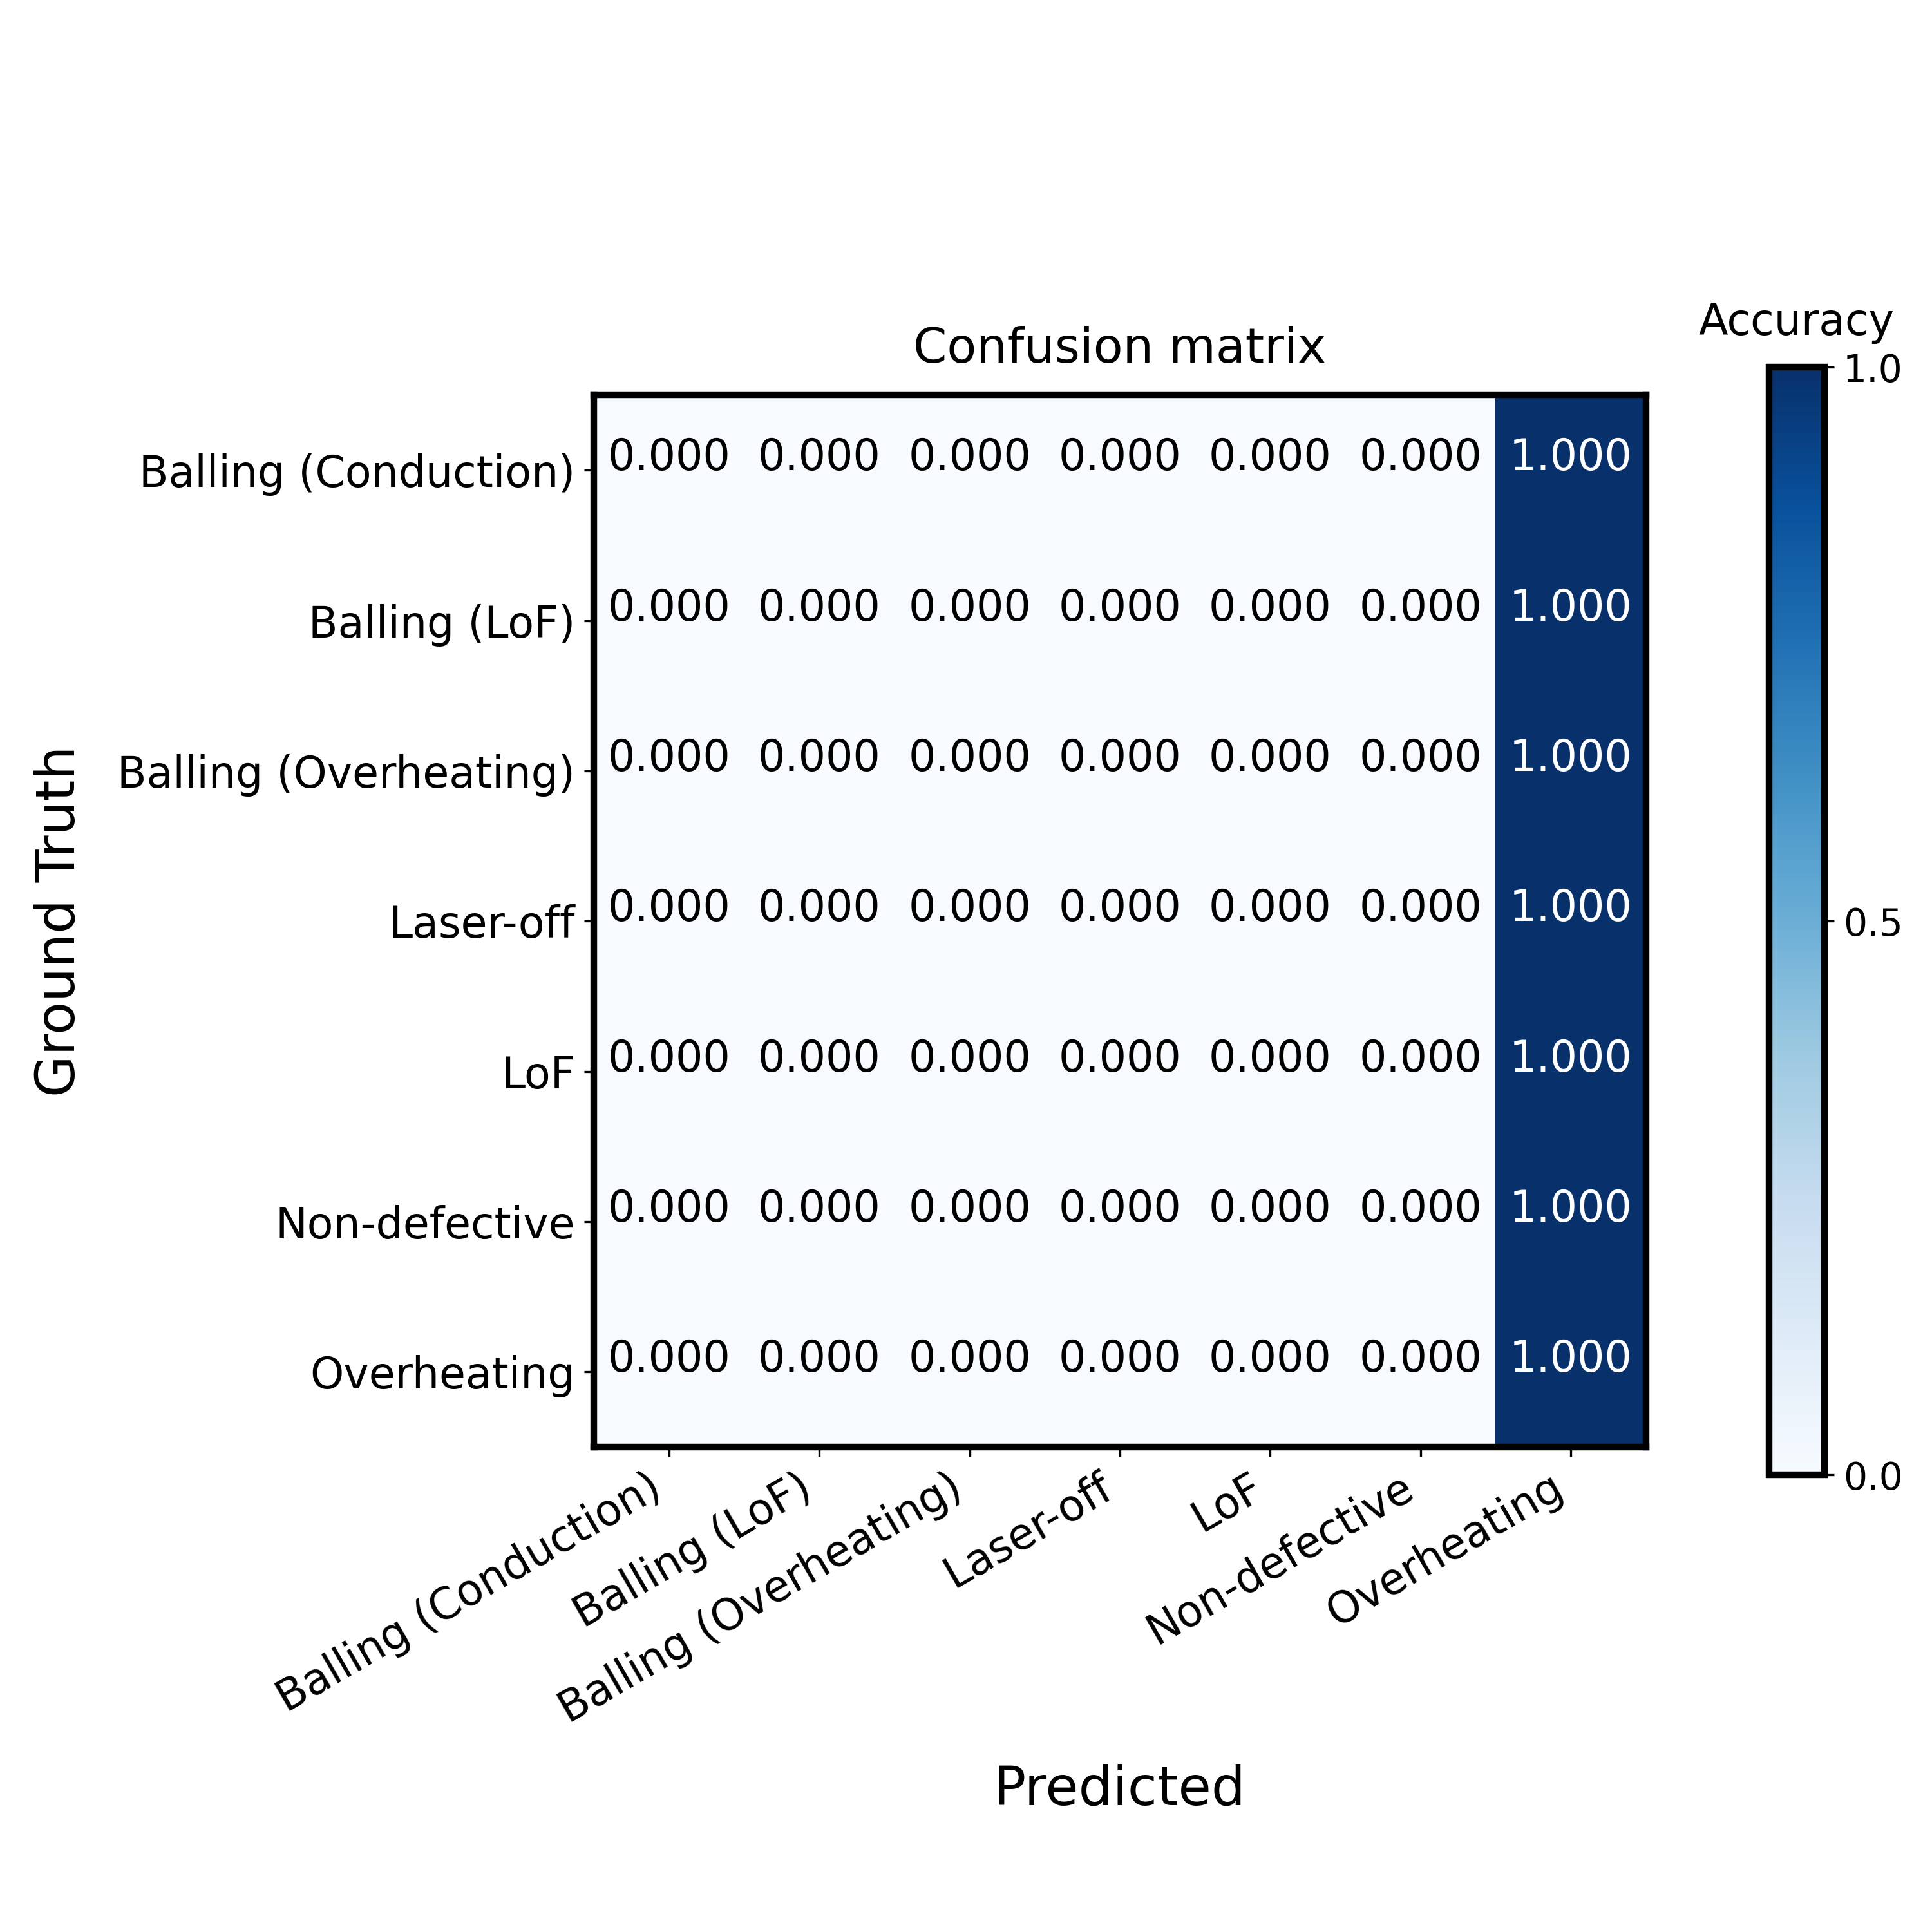 Accuracy
Confusion matrix
1.0
0.5
0.0
Ground Truth
Balling (Conduction) 0.000 0.000 0.000 0.000 0.000 0.000 1.000
Balling (LoF) 0.000 0.000 0.000 0.000 0.000 0.000 1.000
Balling (Overheating) 0.000 0.000 0.000 0.000 0.000 0.000 1.000
Laser-off 0.000 0.000 0.000 0.000 0.000 0.000 1.000
LoF 0.000 0.000 0.000 0.000 0.000 0.000 1.000
Non-defective 0.000 0.000 0.000 0.000 0.000 0.000 1.000
Overheating 0.000 0.000 0.000 0.000 0.000 0.000 1.000
Balling (Conduction)
Balling (LoF)
Balling (Overheating)
Laser-off
LoF
Non-defective
Overheating
Predicted